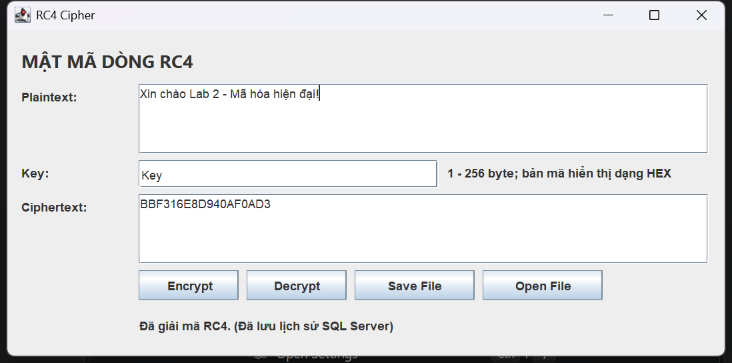 RC4 Cipher
MẬT MÃ DÒNG RC4
Plaintext:
Xin chào Lab 2 - Mã hóa hiện đại!
Key:
Key
1 - 256 byte; bản mã hiển thị dạng HEX
Ciphertext:
BBF316E8D940AF0AD3
Encrypt
Decrypt
Save File
Open File
Đã giải mã RC4. (Đã lưu lịch sử SQL Server)
Open Settings